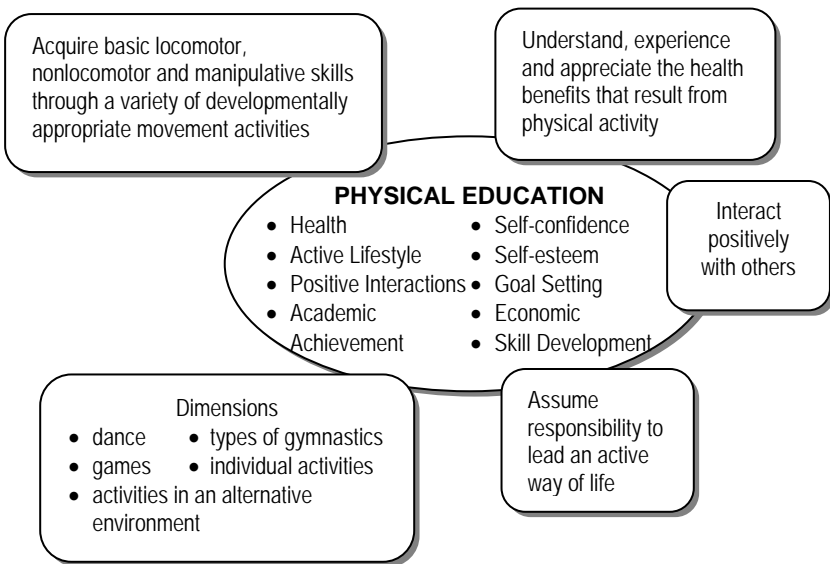 Acquire basic locomotor,
nonlocomotor and manipulative skills
through a variety of developmentally
appropriate movement activities
Understand, experience
and appreciate the health
benefits that result from
physical activity
PHYSICAL EDUCATION
• Health
• Active Lifestyle
• Positive Interactions
• Academic
Achievement
• Self-confidence
• Self-esteem
• Goal Setting
• Economic
• Skill Development
Interact
positively
with others
Dimensions
• dance • types of gymnastics
• games • individual activities
• activities in an alternative
environment
Assume
responsibility to
lead an active
way of life